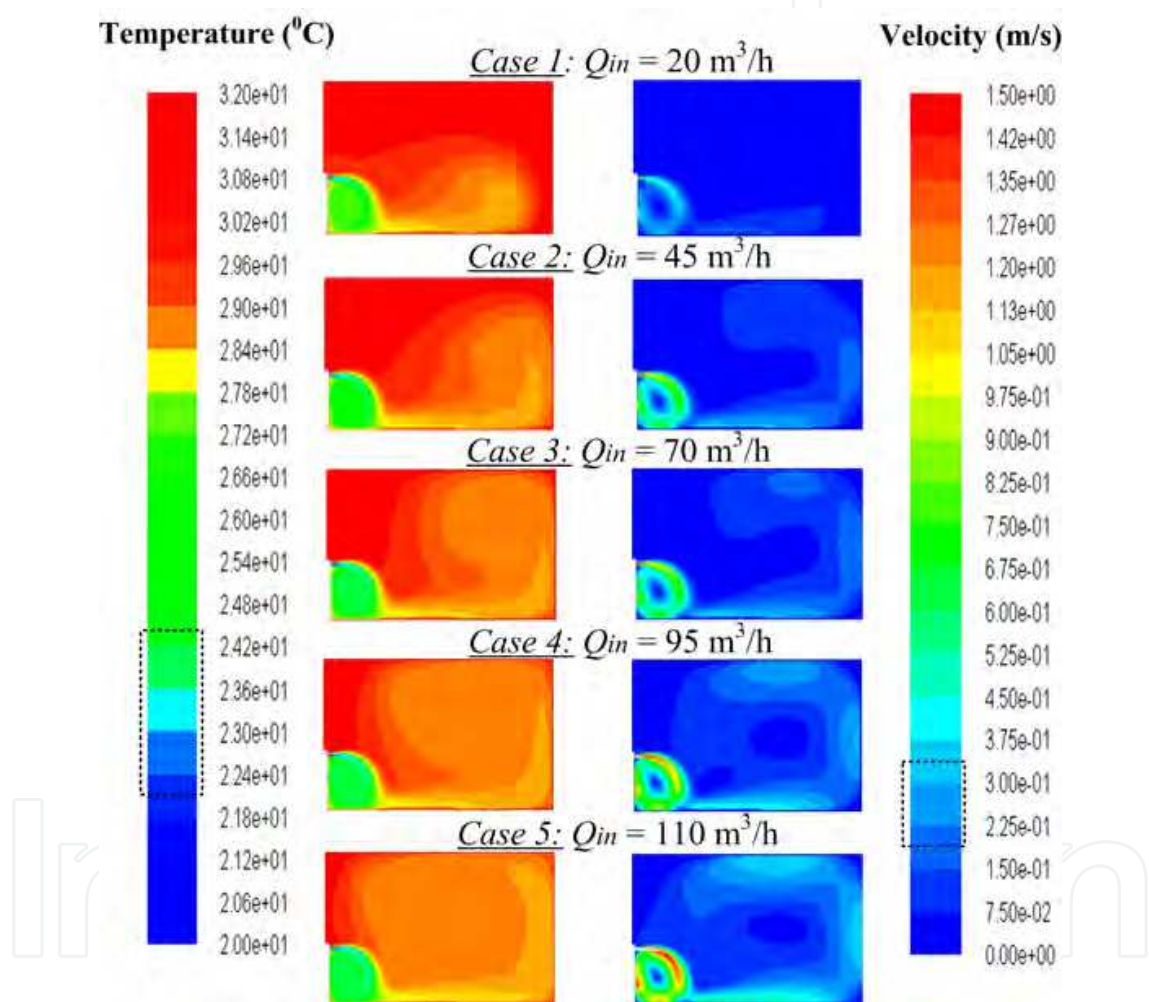 Temperature (⁰C)
Velocity (m/s)
Case 1: Qin = 20 m³/h
3.20e+01
3.14e+01
3.08e+01
3.02e+01
2.96e+01
2.90e+01
2.84e+01
2.78e+01
2.72e+01
2.66e+01
2.60e+01
2.54e+01
2.48e+01
2.42e+01
2.36e+01
2.30e+01
2.24e+01
2.18e+01
2.12e+01
2.06e+01
2.00e+01
Case 2: Qin = 45 m³/h
Case 3: Qin = 70 m³/h
Case 4: Qin = 95 m³/h
Case 5: Qin = 110 m³/h
1.50e+00
1.42e+00
1.35e+00
1.27e+00
1.20e+00
1.13e+00
1.05e+00
9.75e-01
9.00e-01
8.25e-01
7.50e-01
6.75e-01
6.00e-01
5.25e-01
4.50e-01
3.75e-01
3.00e-01
2.25e-01
1.50e-01
7.50e-02
0.00e+00